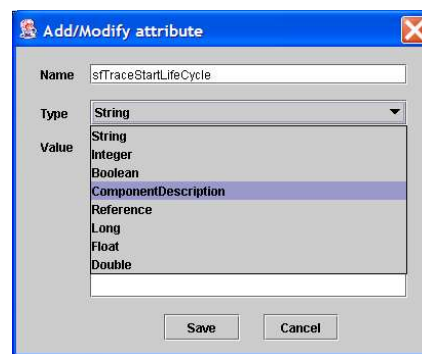 Add/Modify attribute
Name sfTraceStartLifeCycle
Type String
Value
String
Integer
Boolean
ComponentDescription
Reference
Long
Float
Double
Save Cancel